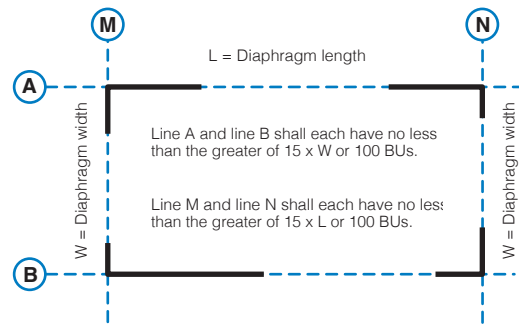 M
N
L = Diaphragm length
A
W = Diaphragm width
W = Diaphragm width
Line A and line B shall each have no less
than the greater of 15 x W or 100 BUs.
Line M and line N shall each have no less
than the greater of 15 x L or 100 BUs.
B